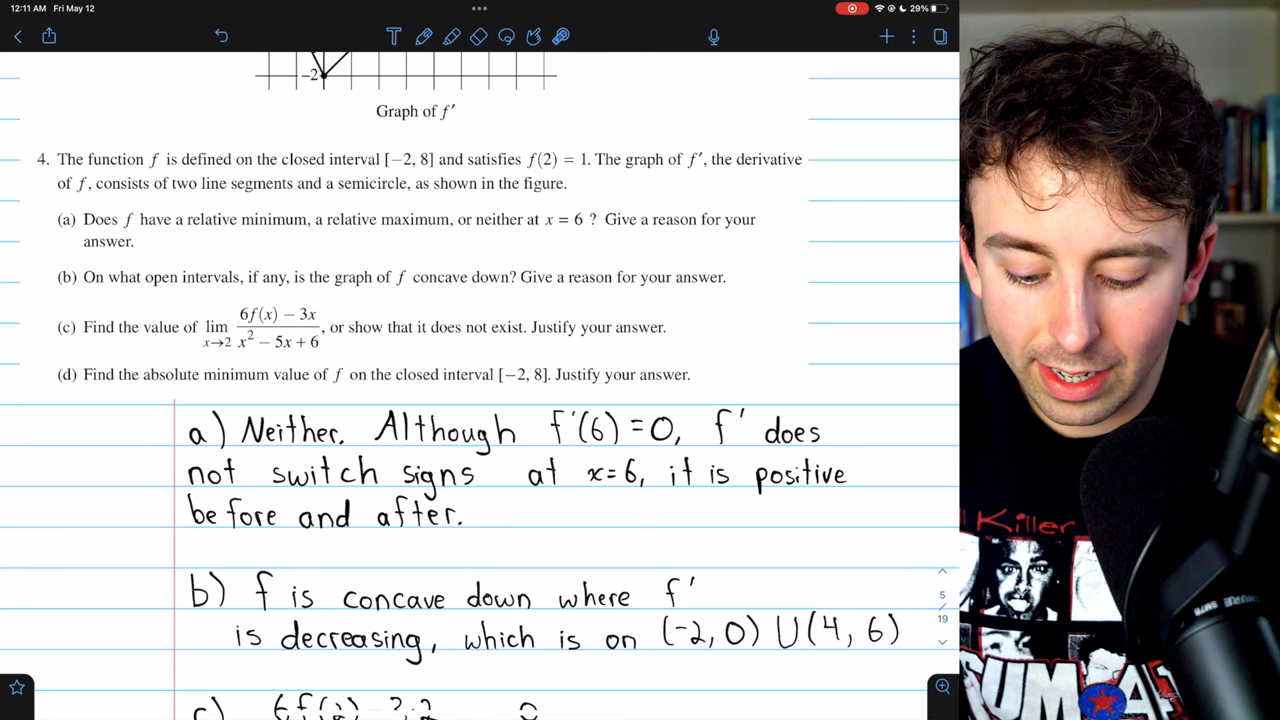 12:11 AM Fri May 12
29%
-2
Graph of f′
4. The function f is defined on the closed interval [−2, 8] and satisfies f(2) = 1. The graph of f′, the derivative
of f, consists of two line segments and a semicircle, as shown in the figure.
(a) Does f have a relative minimum, a relative maximum, or neither at x = 6 ? Give a reason for your
answer.
(b) On what open intervals, if any, is the graph of f concave down? Give a reason for your answer.
(c) Find the value of lim x→2 (6f(x) − 3x)/(x² − 5x + 6), or show that it does not exist. Justify your answer.
(d) Find the absolute minimum value of f on the closed interval [−2, 8]. Justify your answer.
a) Neither. Although f'(6)=0, f' does
not switch signs at x=6, it is positive
before and after.
b) f is concave down where f'
is decreasing, which is on (-2,0) U (4,6)
5
/
19
c) 6f(2)-3·2 0
Killer
SUM